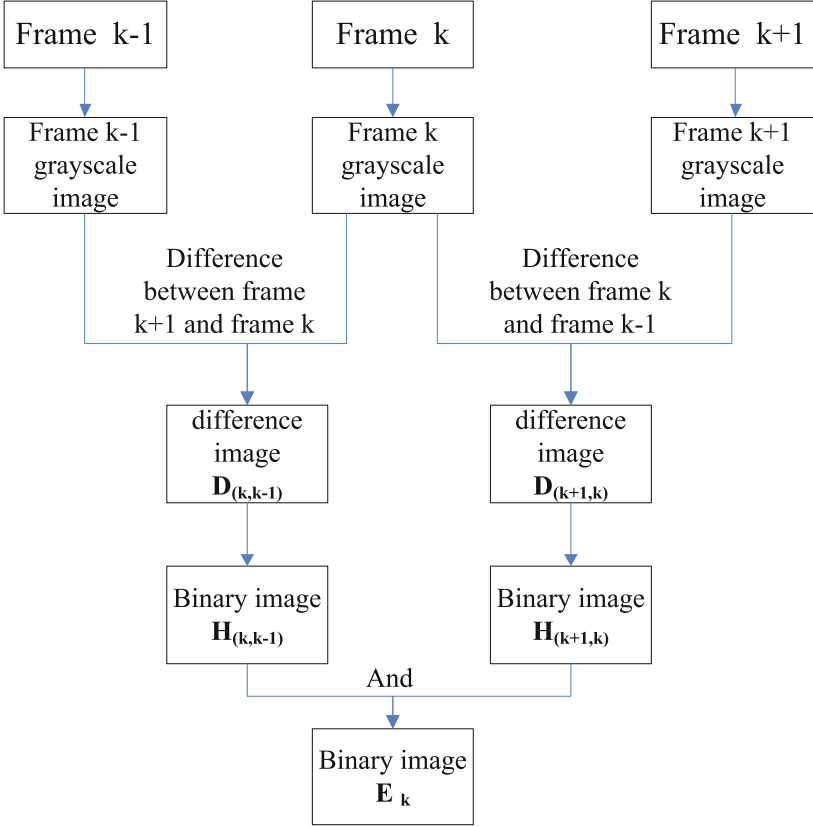 Frame k-1
Frame k
Frame k+1
Frame k-1
grayscale
image
Frame k
grayscale
image
Frame k+1
grayscale
image
Difference
between frame
k+1 and frame k
Difference
between frame k
and frame k-1
difference
image
D(k,k-1)
difference
image
D(k+1,k)
Binary image
H(k,k-1)
Binary image
H(k+1,k)
And
Binary image
E k